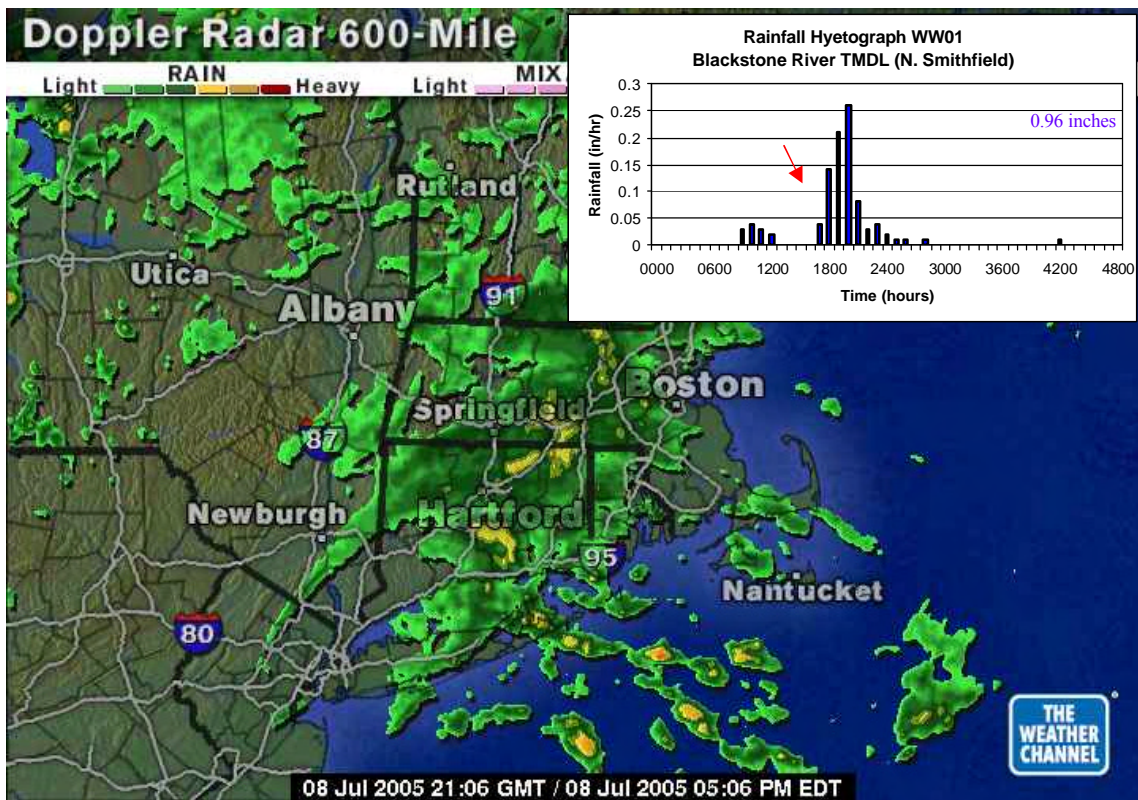 Doppler Radar 600-Mile
RAIN
Light Heavy
Light MIX
Rainfall Hyetograph WW01
Blackstone River TMDL (N. Smithfield)
0.96 inches
Rainfall (in/hr)
0.3
0.25
0.2
0.15
0.1
0.05
0
0000 0600 1200 1800 2400 3000 3600 4200 4800
Time (hours)
Rutland
Utica
91
Albany
Boston
Springfield
87
Newburgh
Hartford
95
Nantucket
80
THE
WEATHER
CHANNEL
08 Jul 2005 21:06 GMT / 08 Jul 2005 05:06 PM EDT